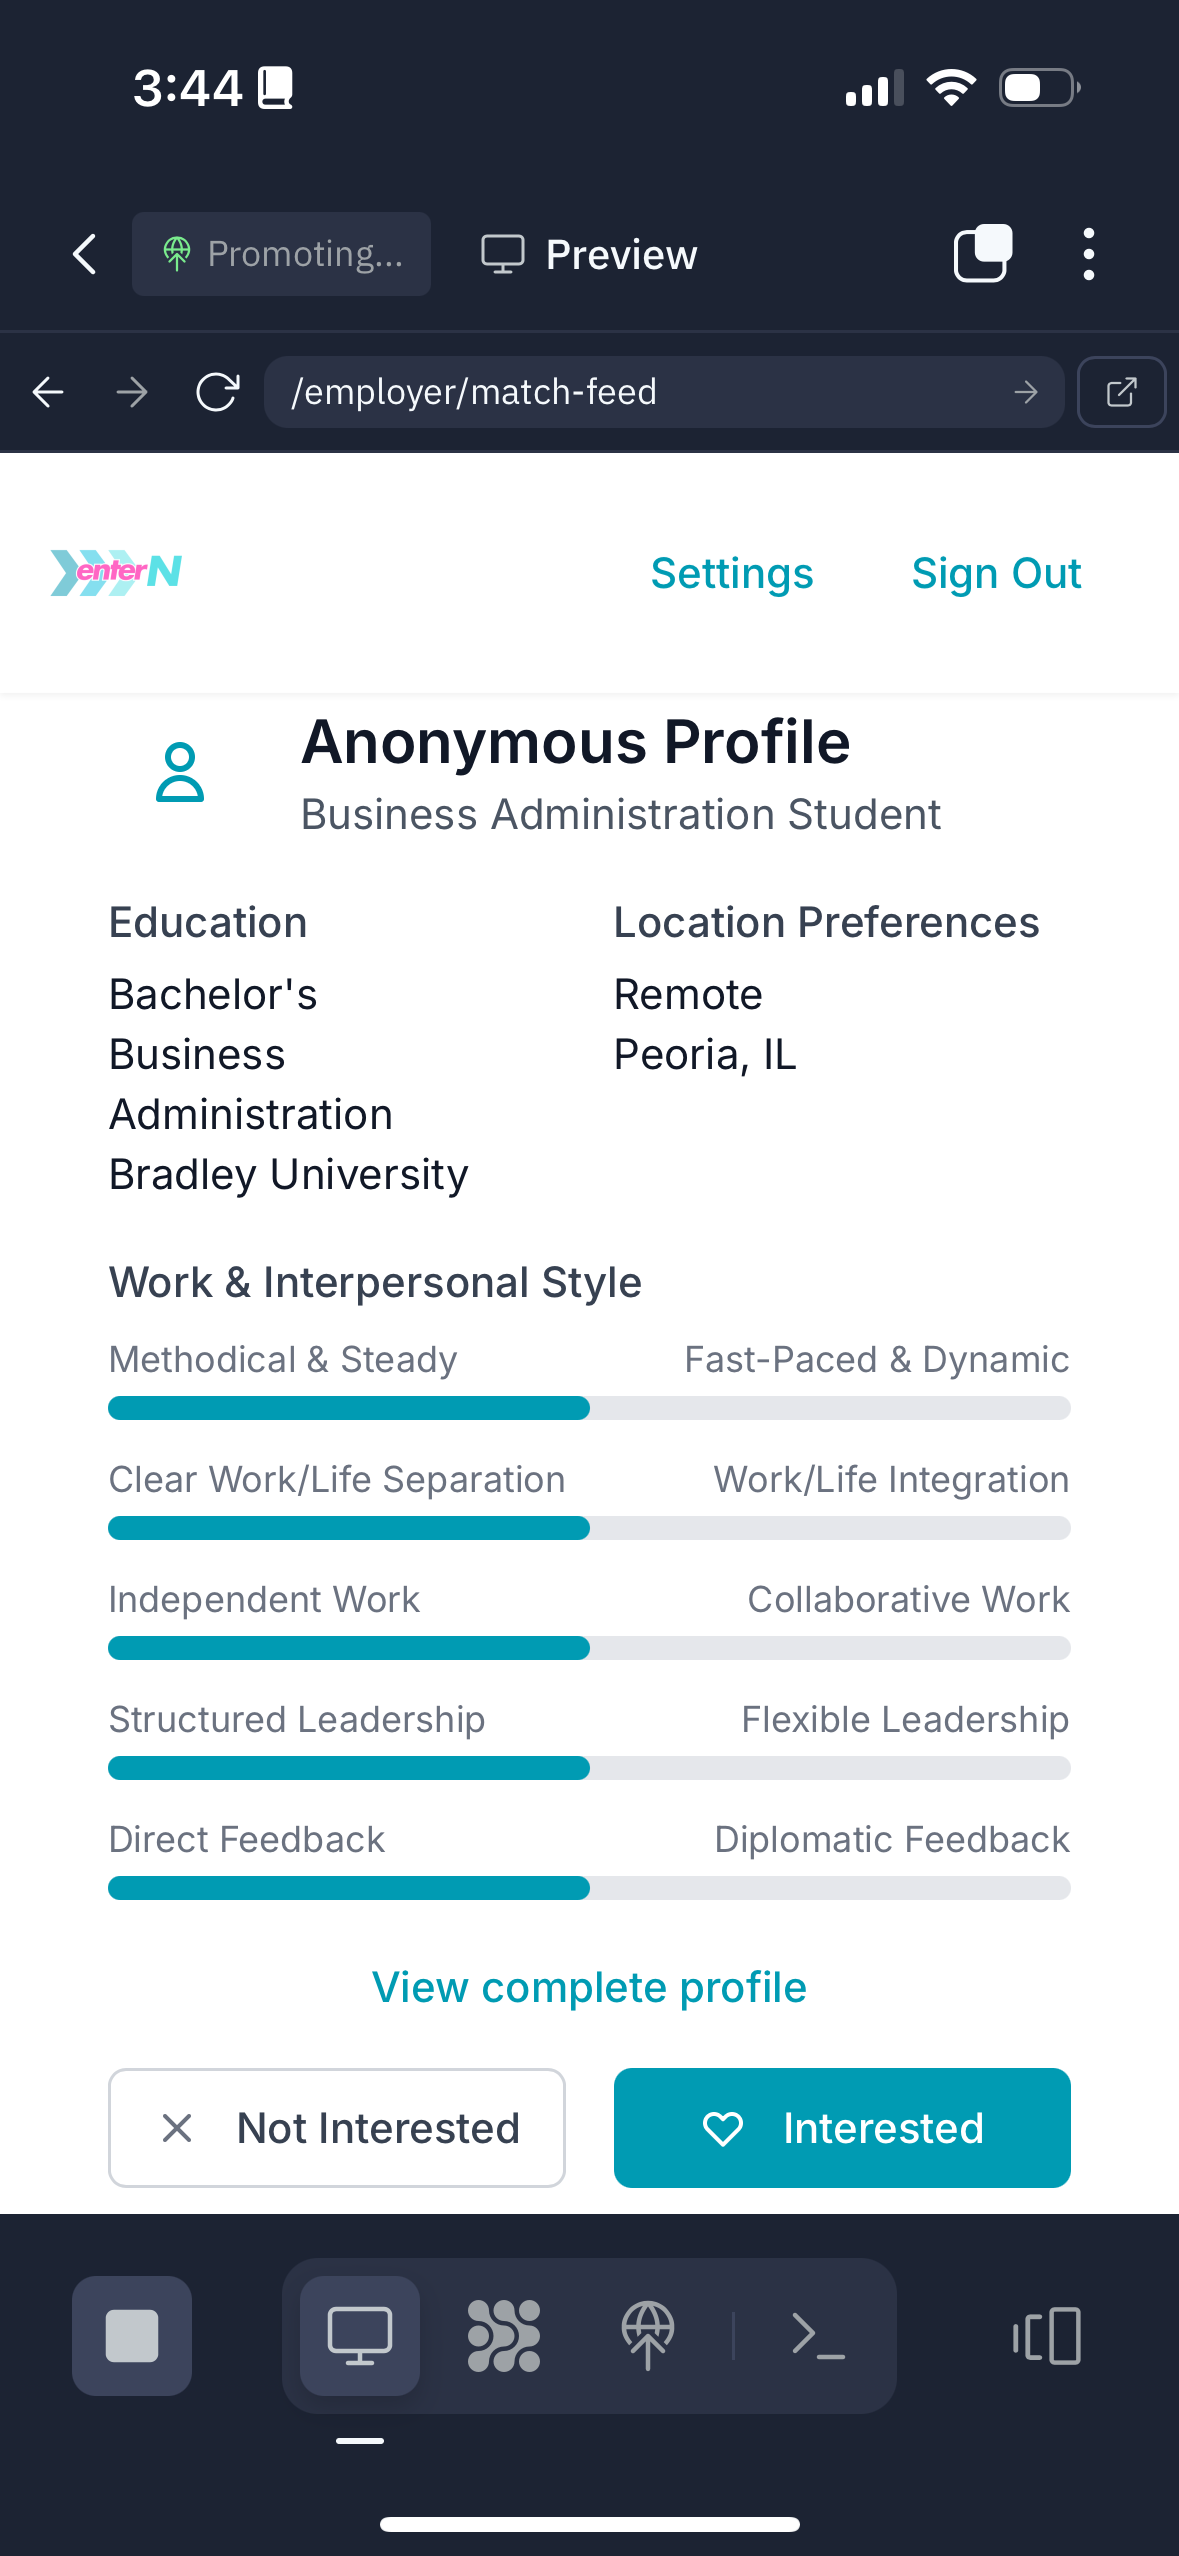 3:44
Promoting...
Preview
/employer/match-feed
enterN
Settings
Sign Out
Anonymous Profile
Business Administration Student
Education
Bachelor's
Business
Administration
Bradley University
Location Preferences
Remote
Peoria, IL
Work & Interpersonal Style
Methodical & Steady
Fast-Paced & Dynamic
Clear Work/Life Separation
Work/Life Integration
Independent Work
Collaborative Work
Structured Leadership
Flexible Leadership
Direct Feedback
Diplomatic Feedback
View complete profile
Not Interested
Interested